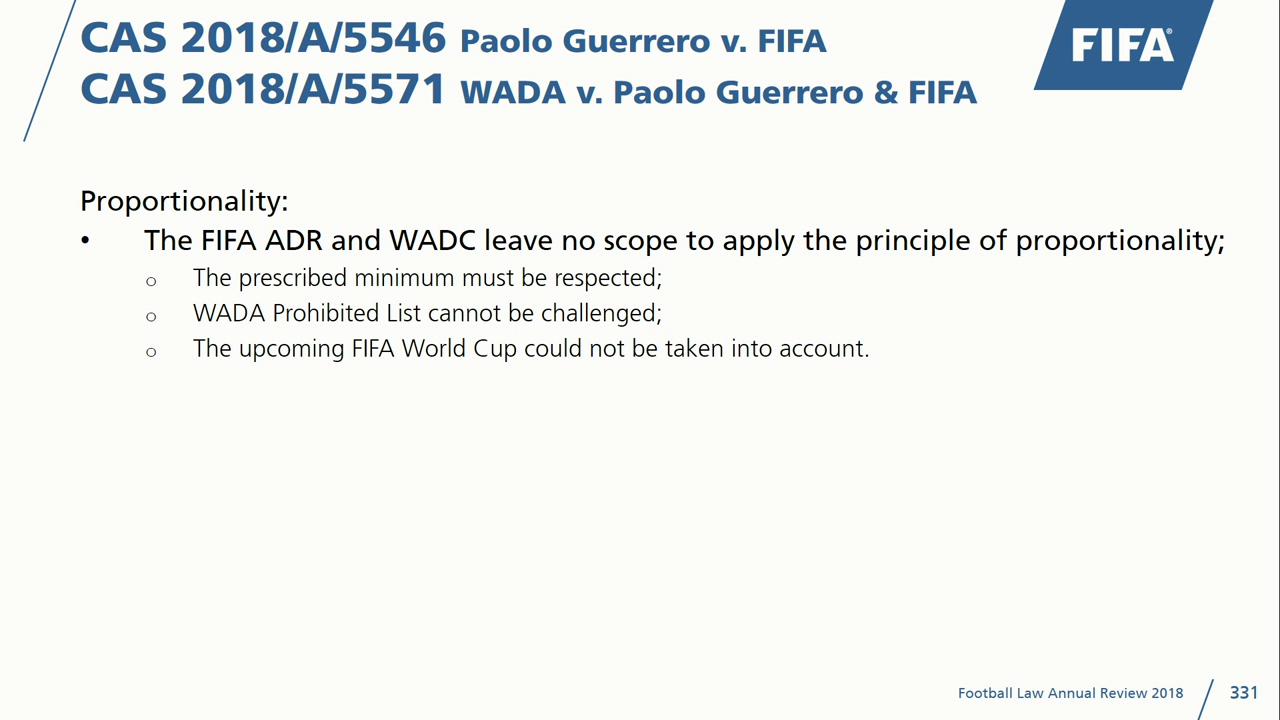 CAS 2018/A/5546 Paolo Guerrero v. FIFA
CAS 2018/A/5571 WADA v. Paolo Guerrero & FIFA
FIFA®
Proportionality:
• The FIFA ADR and WADC leave no scope to apply the principle of proportionality;
o The prescribed minimum must be respected;
o WADA Prohibited List cannot be challenged;
o The upcoming FIFA World Cup could not be taken into account.
Football Law Annual Review 2018 331